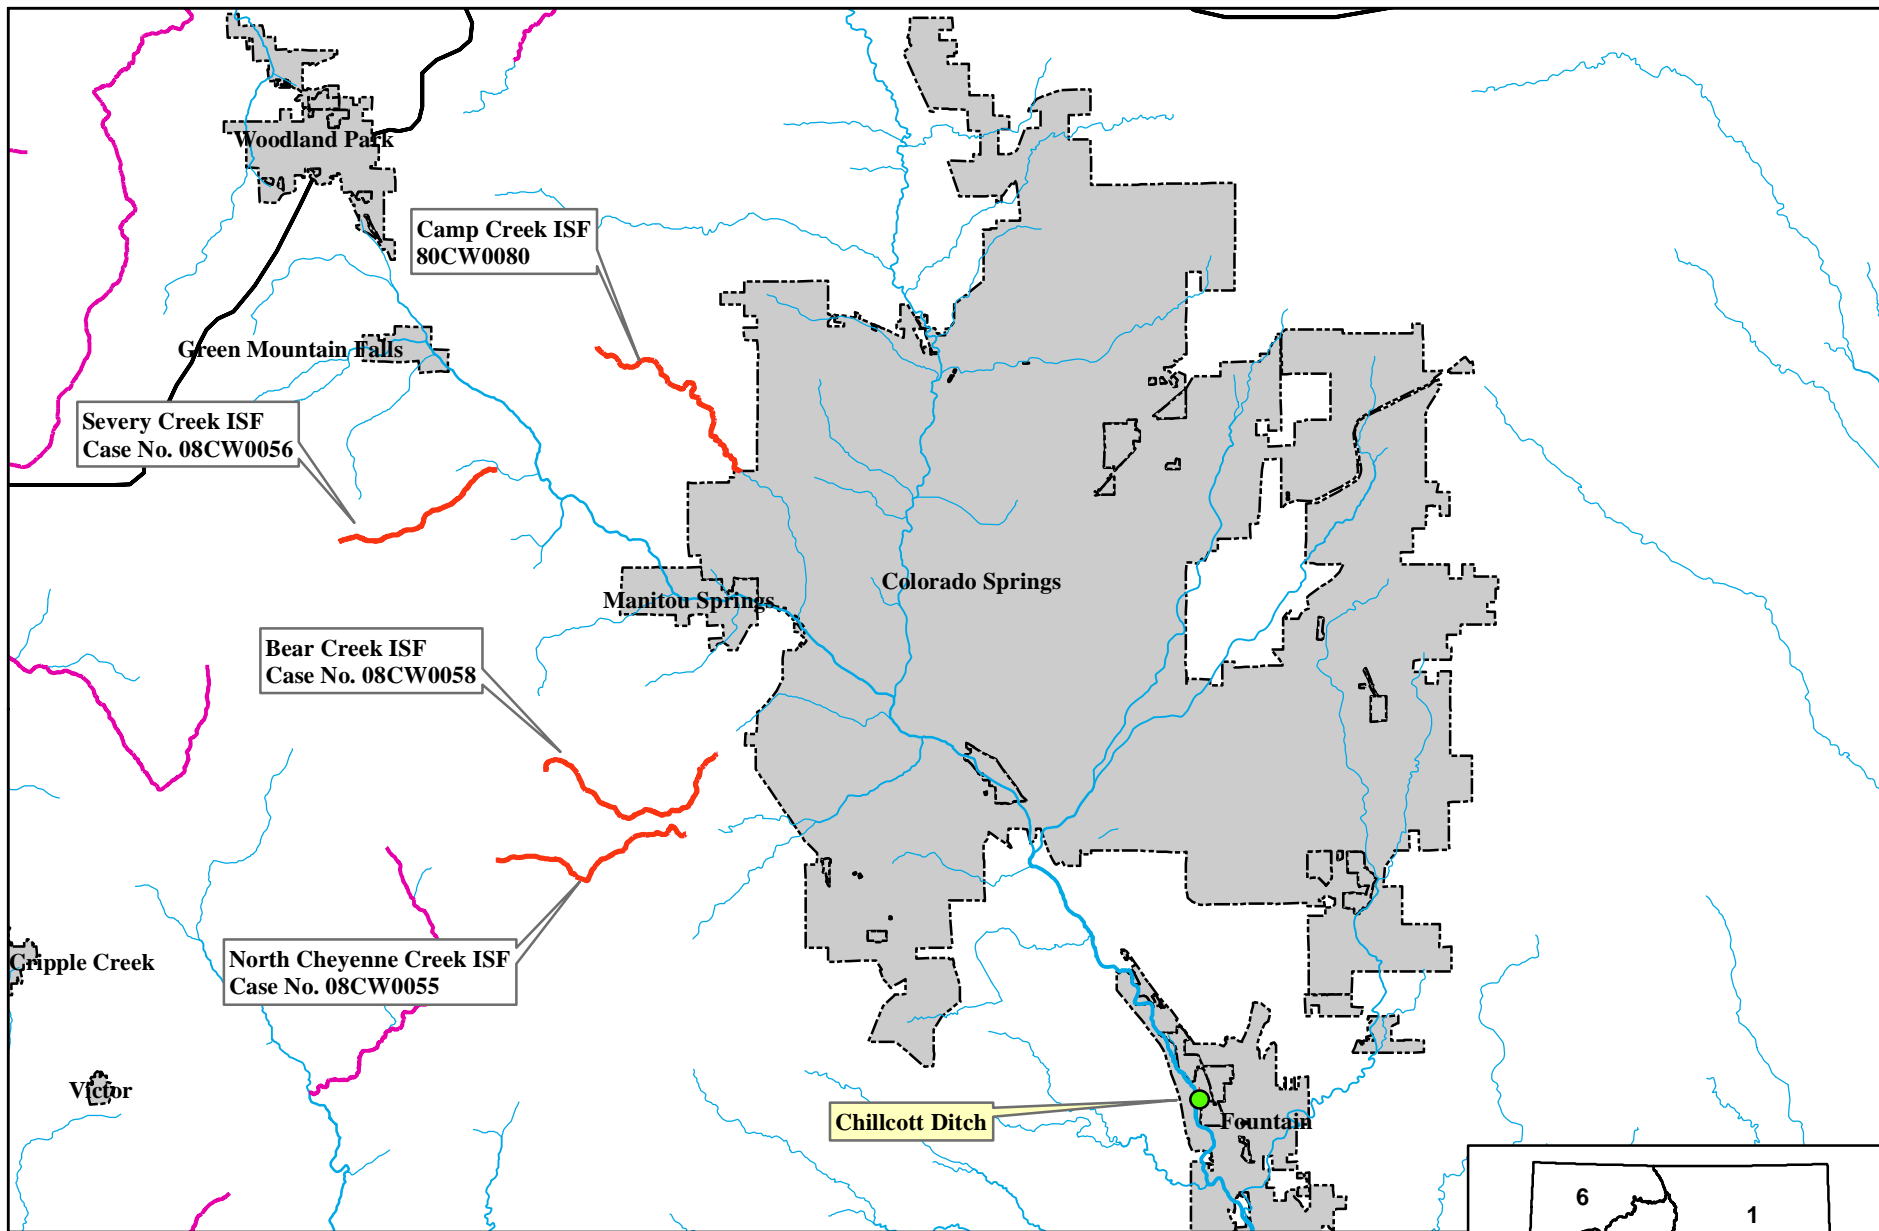 Woodland Park
Camp Creek ISF
80CW0080
Green Mountain Falls
Severy Creek ISF
Case No. 08CW0056
Colorado Springs
Manitou Springs
Bear Creek ISF
Case No. 08CW0058
North Cheyenne Creek ISF
Case No. 08CW0055
Cripple Creek
Victor
Chillcott Ditch
Fountain
6
1